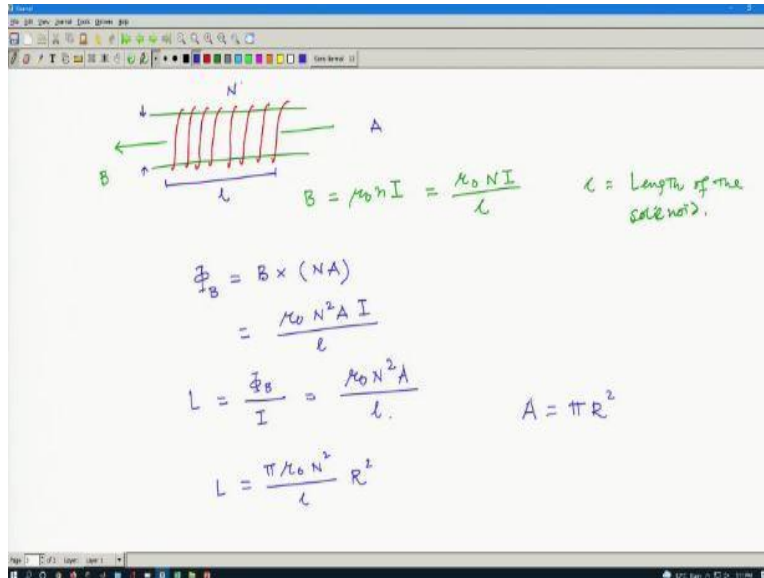 N
A
B
l
B = μ₀nI = μ₀NI / l
l = Length of the
solenoid.
Φ_B = B × (NA)
= μ₀N²AI / l
L = Φ_B / I = μ₀N²A / l.
A = πR²
L = πμ₀N² / l R²